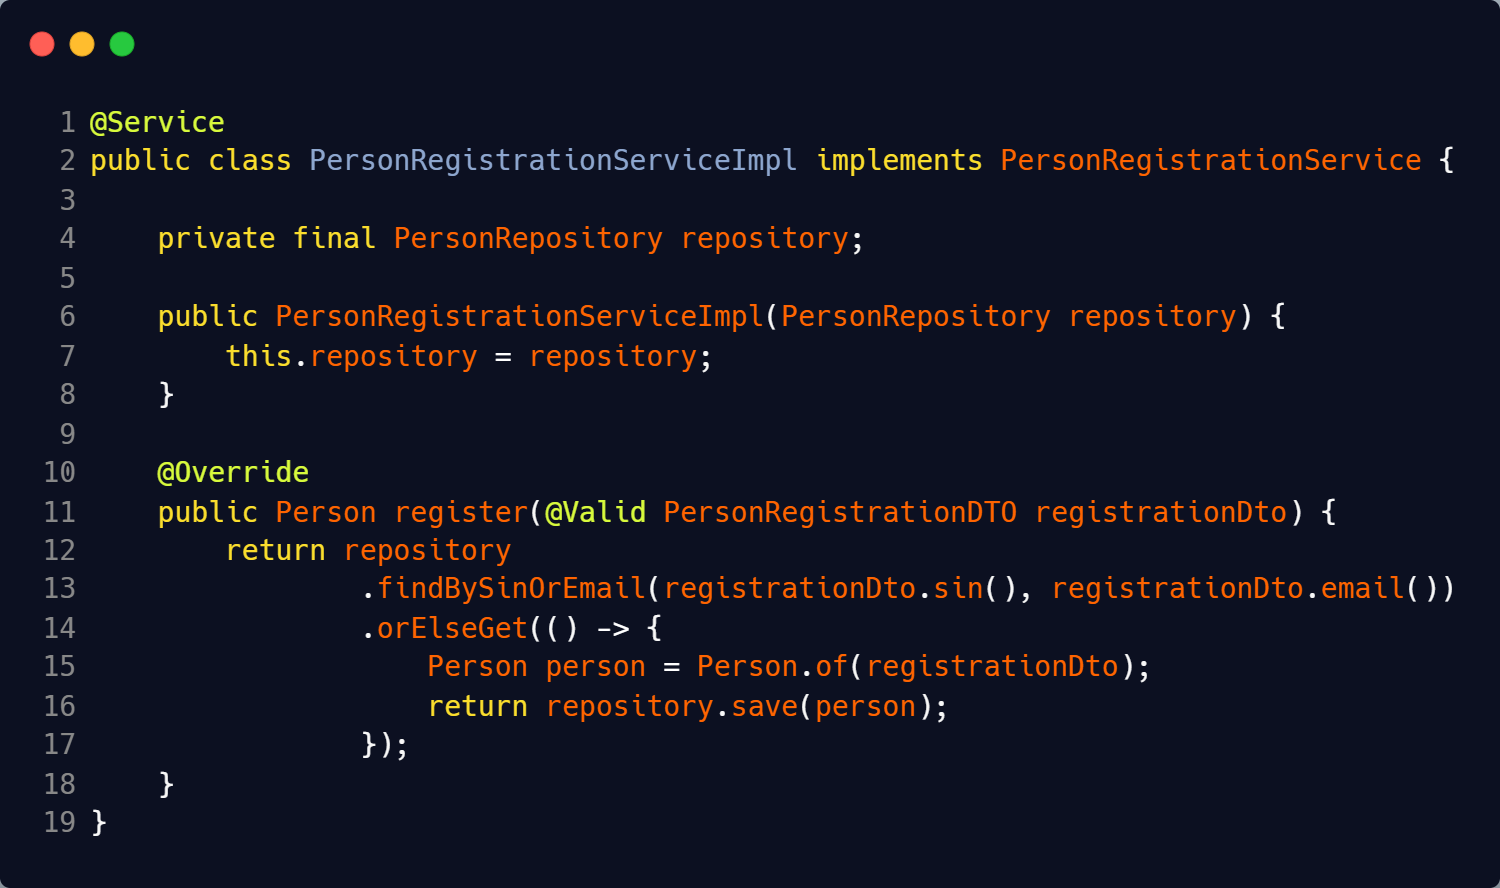 1 @Service
2 public class PersonRegistrationServiceImpl implements PersonRegistrationService {
3
4     private final PersonRepository repository;
5
6     public PersonRegistrationServiceImpl(PersonRepository repository) {
7         this.repository = repository;
8     }
9
10     @Override
11     public Person register(@Valid PersonRegistrationDTO registrationDto) {
12         return repository
13                 .findBySinOrEmail(registrationDto.sin(), registrationDto.email())
14                 .orElseGet(() -> {
15                     Person person = Person.of(registrationDto);
16                     return repository.save(person);
17                 });
18     }
19 }